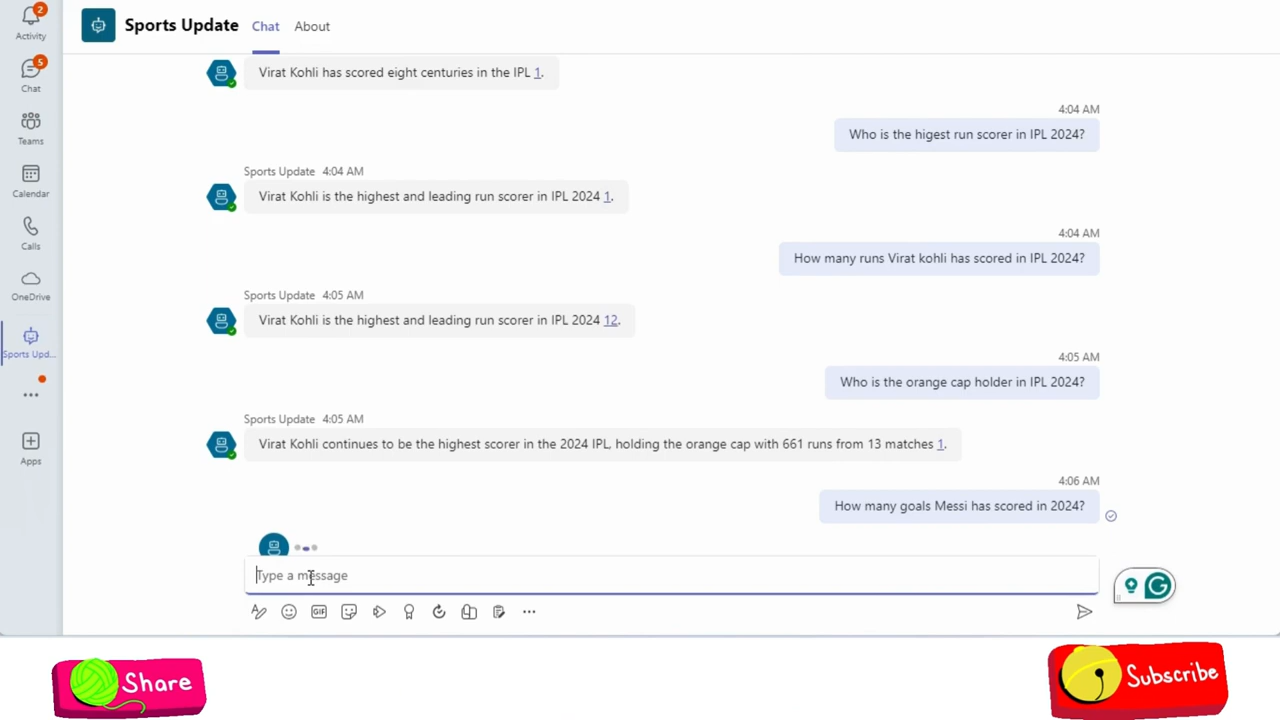 2
Activity
5
Chat
Teams
Calendar
Calls
OneDrive
Sports Upd...
Apps
Sports Update Chat About
Virat Kohli has scored eight centuries in the IPL 1.
4:04 AM
Who is the higest run scorer in IPL 2024?
Sports Update 4:04 AM
Virat Kohli is the highest and leading run scorer in IPL 2024 1.
4:04 AM
How many runs Virat kohli has scored in IPL 2024?
Sports Update 4:05 AM
Virat Kohli is the highest and leading run scorer in IPL 2024 12.
4:05 AM
Who is the orange cap holder in IPL 2024?
Sports Update 4:05 AM
Virat Kohli continues to be the highest scorer in the 2024 IPL, holding the orange cap with 661 runs from 13 matches 1.
4:06 AM
How many goals Messi has scored in 2024?
Type a message
GIF
Share
Subscribe